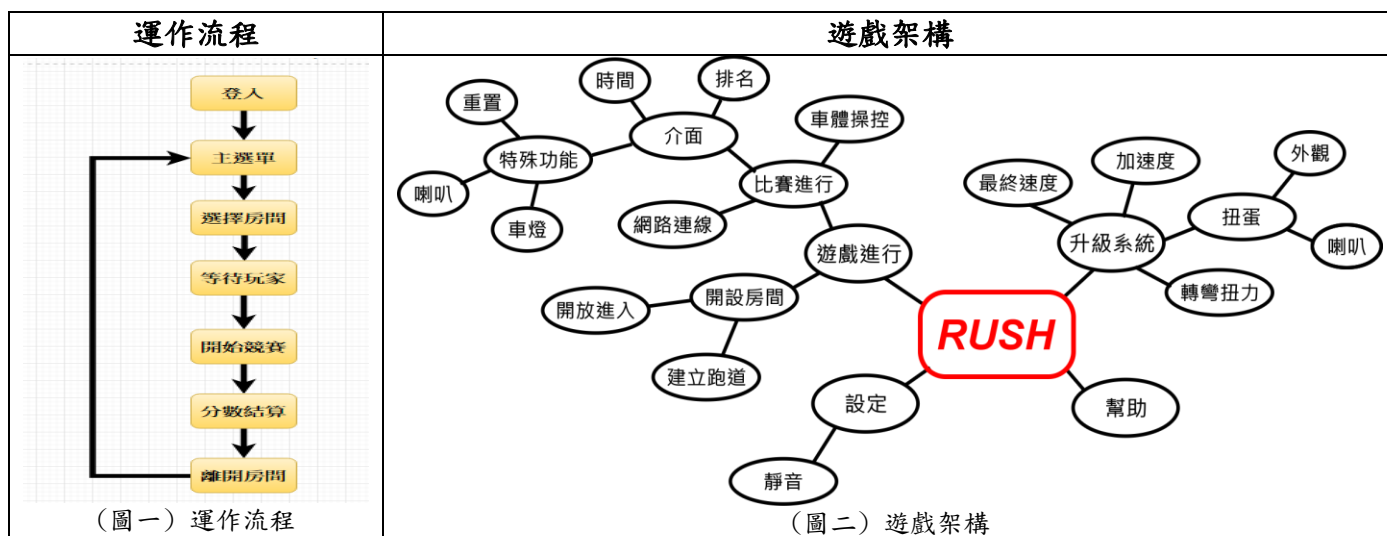 運作流程
遊戲架構
登入
主選單
選擇房間
等待玩家
開始競賽
分數結算
離開房間
（圖一）運作流程
時間
排名
重置
介面
車體操控
特殊功能
喇叭
比賽進行
車燈
網路連線
遊戲進行
開放進入
開設房間
建立跑道
設定
靜音
RUSH
最終速度
加速度
外觀
扭蛋
升級系統
喇叭
轉彎扭力
幫助
（圖二）遊戲架構